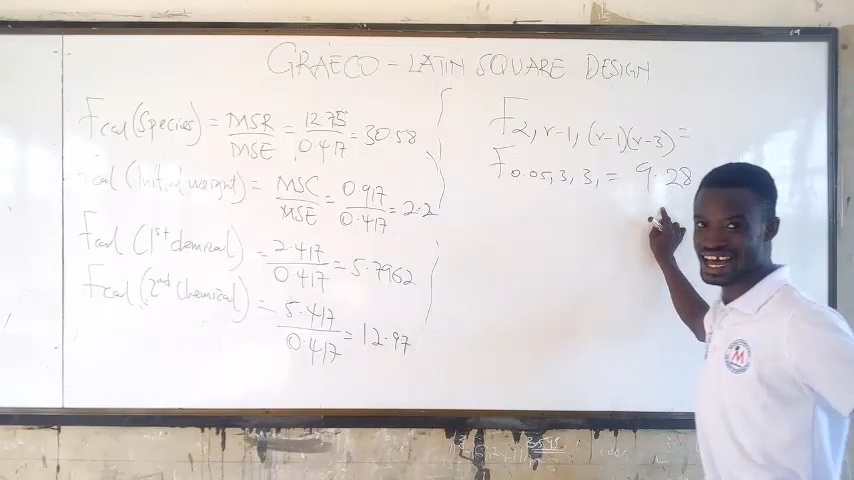 GRAECO - LATIN SQUARE DESIGN
Fcal (Species) = MSR/MSE = 12.75/0.417 = 30.58
cal (Initial weight) = MSC/MSE = 0.917/0.417 = 2.2
Fcal (1st chemical) = 2.417/0.417 = 5.7962
Fcal (2nd chemical) = 5.417/0.417 = 12.97
F2, r-1, (r-1)(r-3) =
F0.05, 3, 3, = 9.28
M